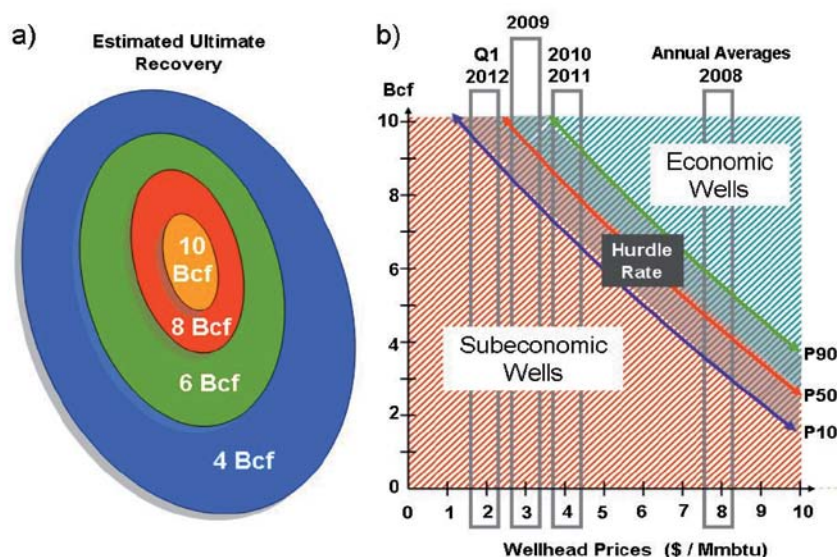 a)
Estimated Ultimate
Recovery
10
Bcf
8 Bcf
6 Bcf
4 Bcf
b)
2009
Q1
2012
2010
2011
Annual Averages
2008
Bcf
10
8
6
4
2
0
Economic
Wells
Hurdle
Rate
Subeconomic
Wells
P90
P50
P10
0 1 2 3 4 5 6 7 8 9 10
Wellhead Prices ($ / Mmbtu)